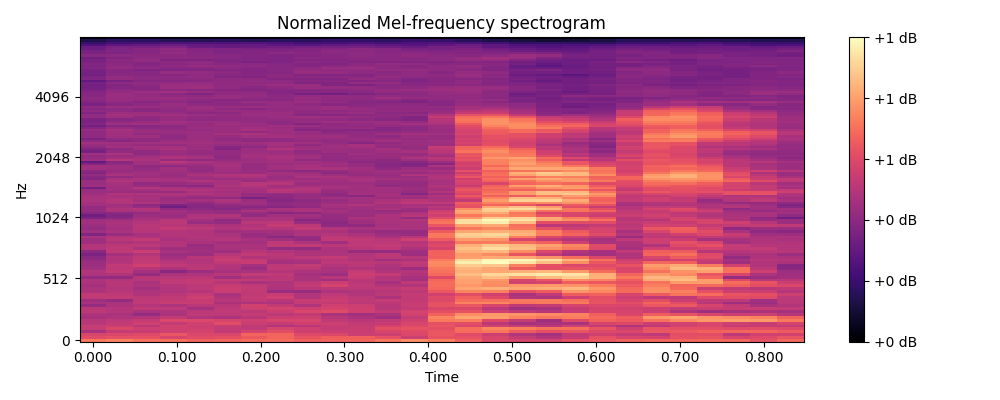 Normalized Mel-frequency spectrogram
Hz
4096
2048
1024
512
0
0.000 0.100 0.200 0.300 0.400 0.500 0.600 0.700 0.800
Time
+1 dB
+1 dB
+1 dB
+0 dB
+0 dB
+0 dB